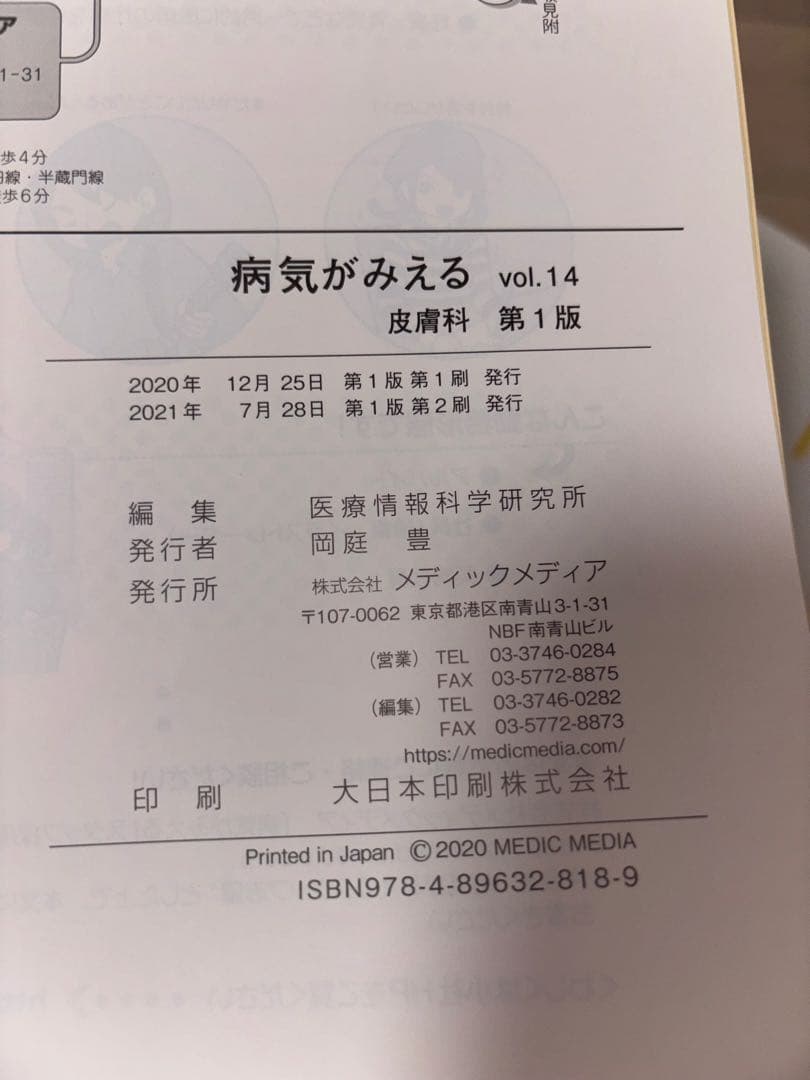 ア
1-31
見附
歩4分
線・半蔵門線
歩6分
病気がみえる vol.14
皮膚科 第1版
2020年 12月 25日 第1版 第1刷 発行
2021年 7月 28日 第1版 第2刷 発行
編 集 医療情報科学研究所
発行者 岡庭 豊
発行所 株式会社 メディックメディア
〒107-0062 東京都港区南青山3-1-31
NBF南青山ビル
(営業) TEL 03-3746-0284
FAX 03-5772-8875
(編集) TEL 03-3746-0282
FAX 03-5772-8873
https://medicmedia.com/
印 刷 大日本印刷株式会社
Printed in Japan ©2020 MEDIC MEDIA
ISBN978-4-89632-818-9